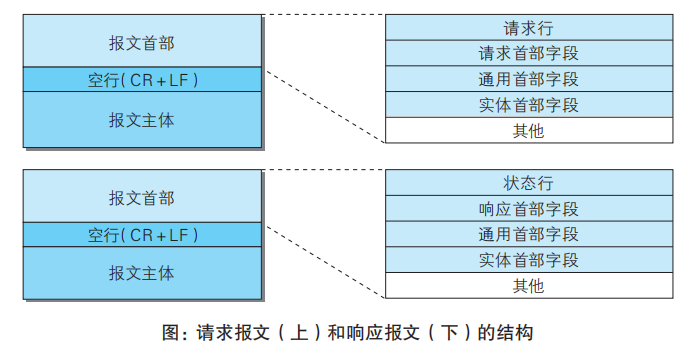 报文首部
空行(CR+LF)
报文主体
请求行
请求首部字段
通用首部字段
实体首部字段
其他
报文首部
空行(CR+LF)
报文主体
状态行
响应首部字段
通用首部字段
实体首部字段
其他
图：请求报文（上）和响应报文（下）的结构